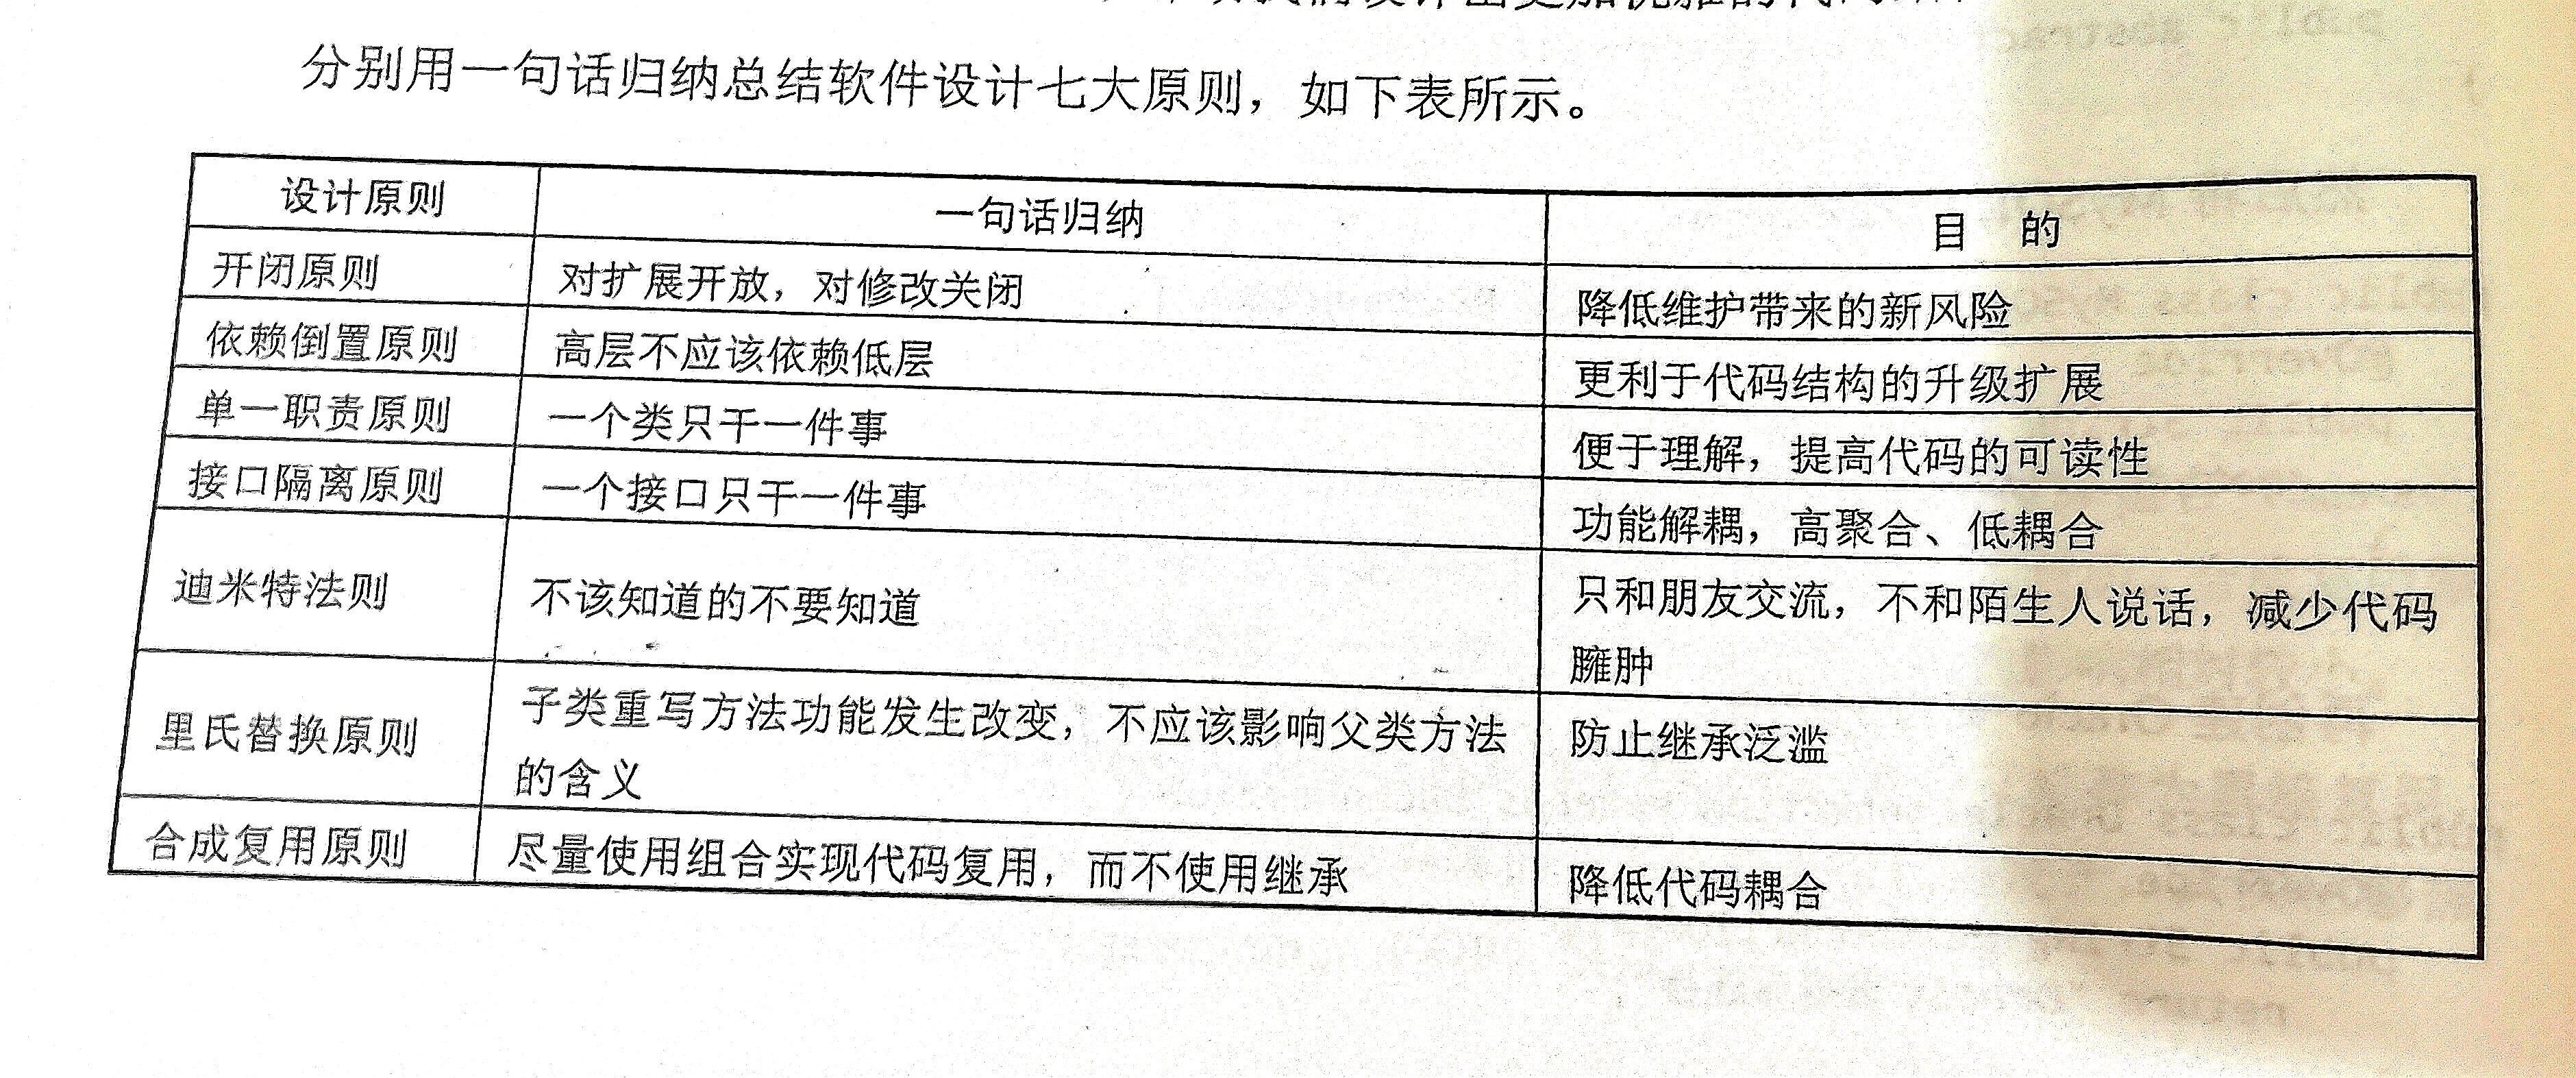 分别用一句话归纳总结软件设计七大原则，如下表所示。
设计原则 一句话归纳 目 的
开闭原则 对扩展开放，对修改关闭 降低维护带来的新风险
依赖倒置原则 高层不应该依赖低层 更利于代码结构的升级扩展
单一职责原则 一个类只干一件事 便于理解，提高代码的可读性
接口隔离原则 一个接口只干一件事 功能解耦，高聚合、低耦合
迪米特法则 不该知道的不要知道 只和朋友交流，不和陌生人说话，减少代码
臃肿
里氏替换原则 子类重写方法功能发生改变，不应该影响父类方法
的含义 防止继承泛滥
合成复用原则 尽量使用组合实现代码复用，而不使用继承 降低代码耦合